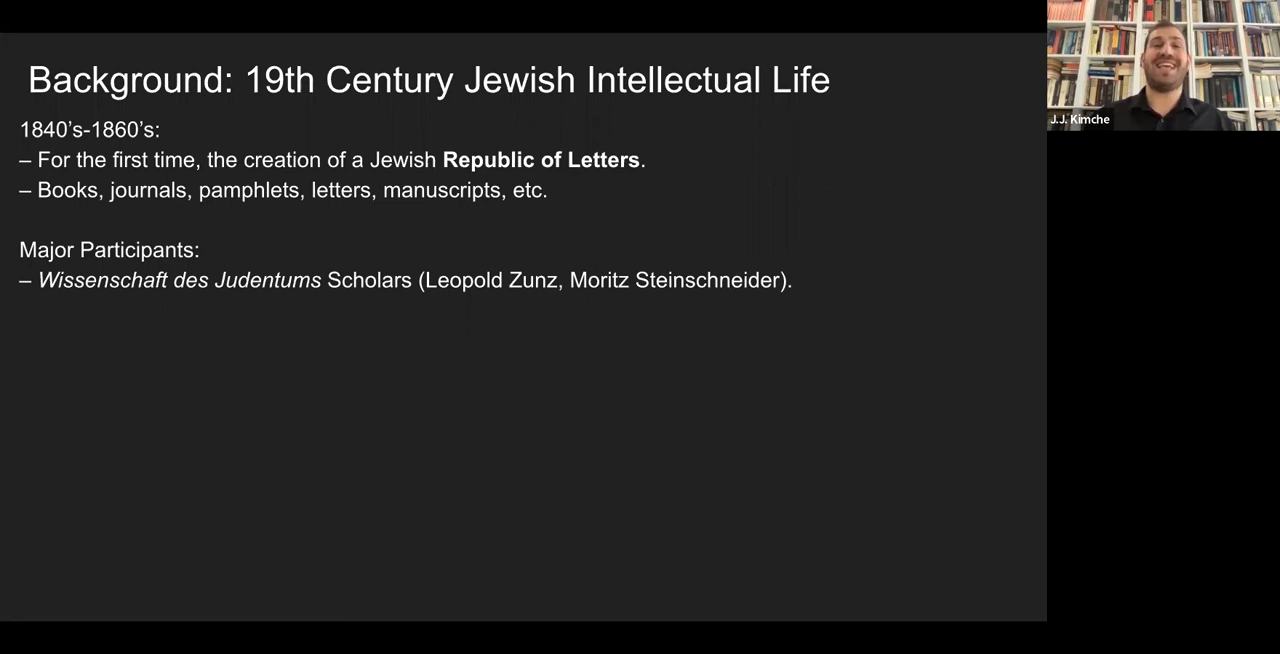 Background: 19th Century Jewish Intellectual Life
1840’s-1860’s:
– For the first time, the creation of a Jewish Republic of Letters.
– Books, journals, pamphlets, letters, manuscripts, etc.
Major Participants:
– Wissenschaft des Judentums Scholars (Leopold Zunz, Moritz Steinschneider).
J.J. Kimche